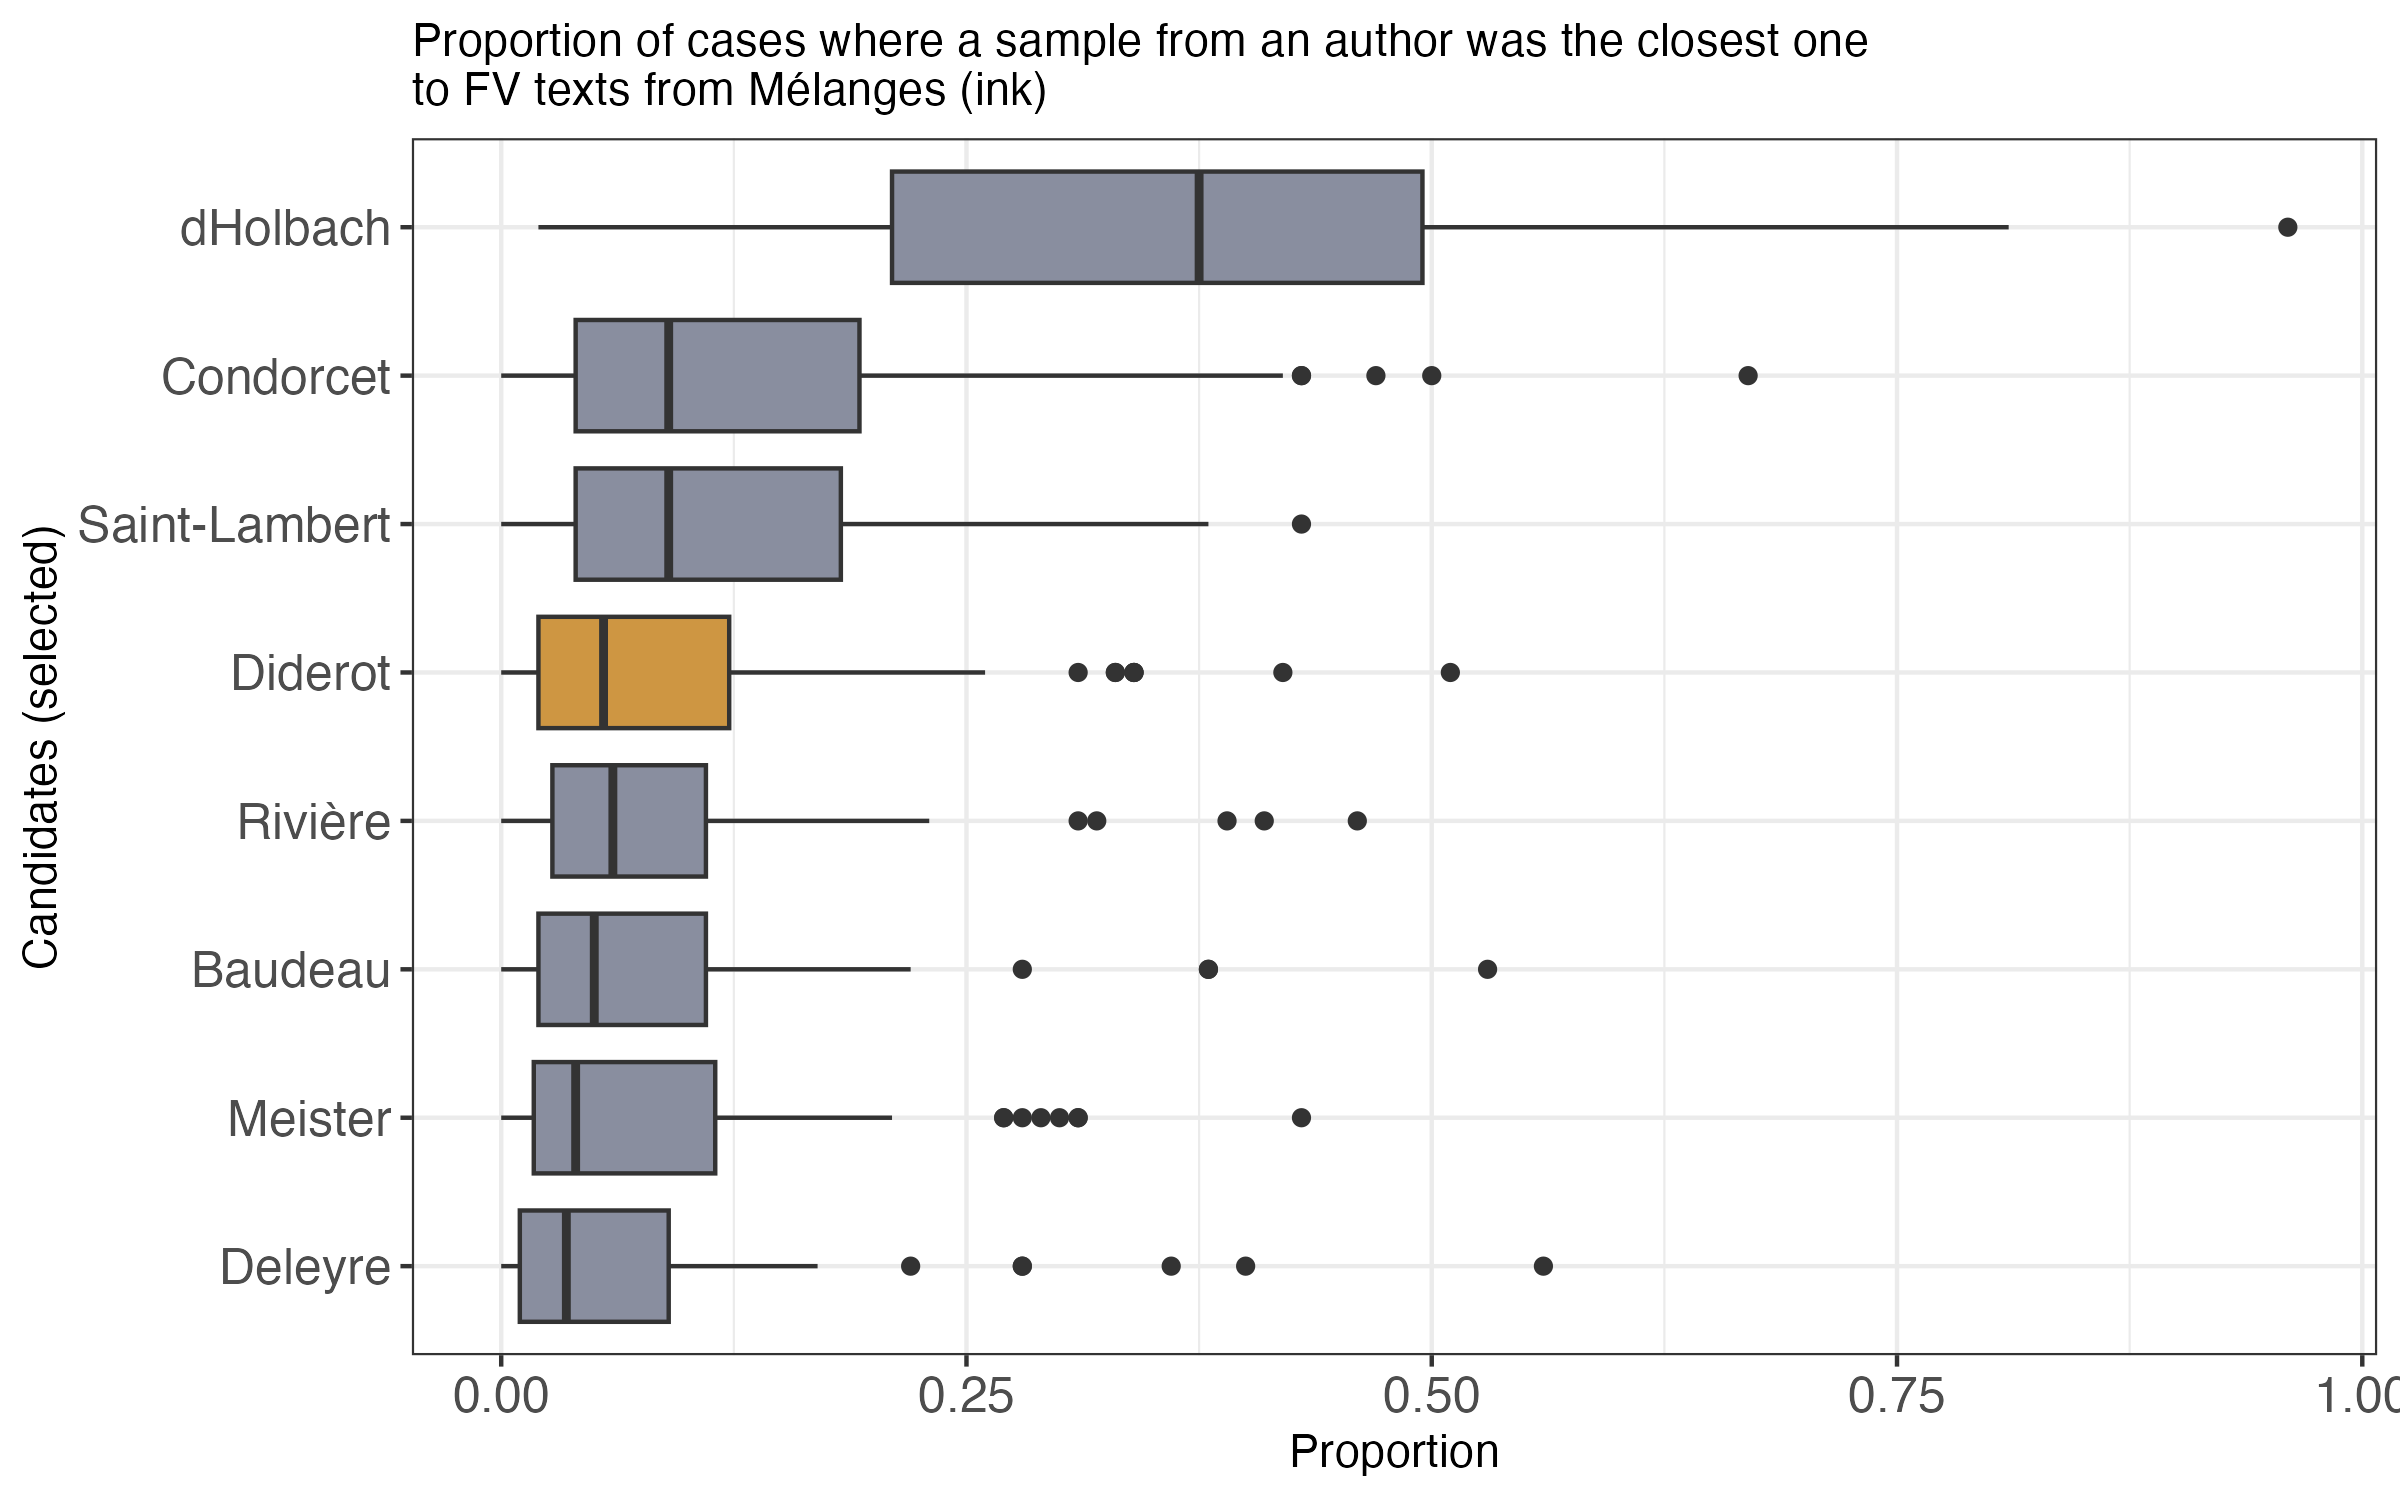 Proportion of cases where a sample from an author was the closest one
to FV texts from Mélanges (ink)
Candidates (selected)
dHolbach
Condorcet
Saint-Lambert
Diderot
Rivière
Baudeau
Meister
Deleyre
0.00 0.25 0.50 0.75 1.00
Proportion